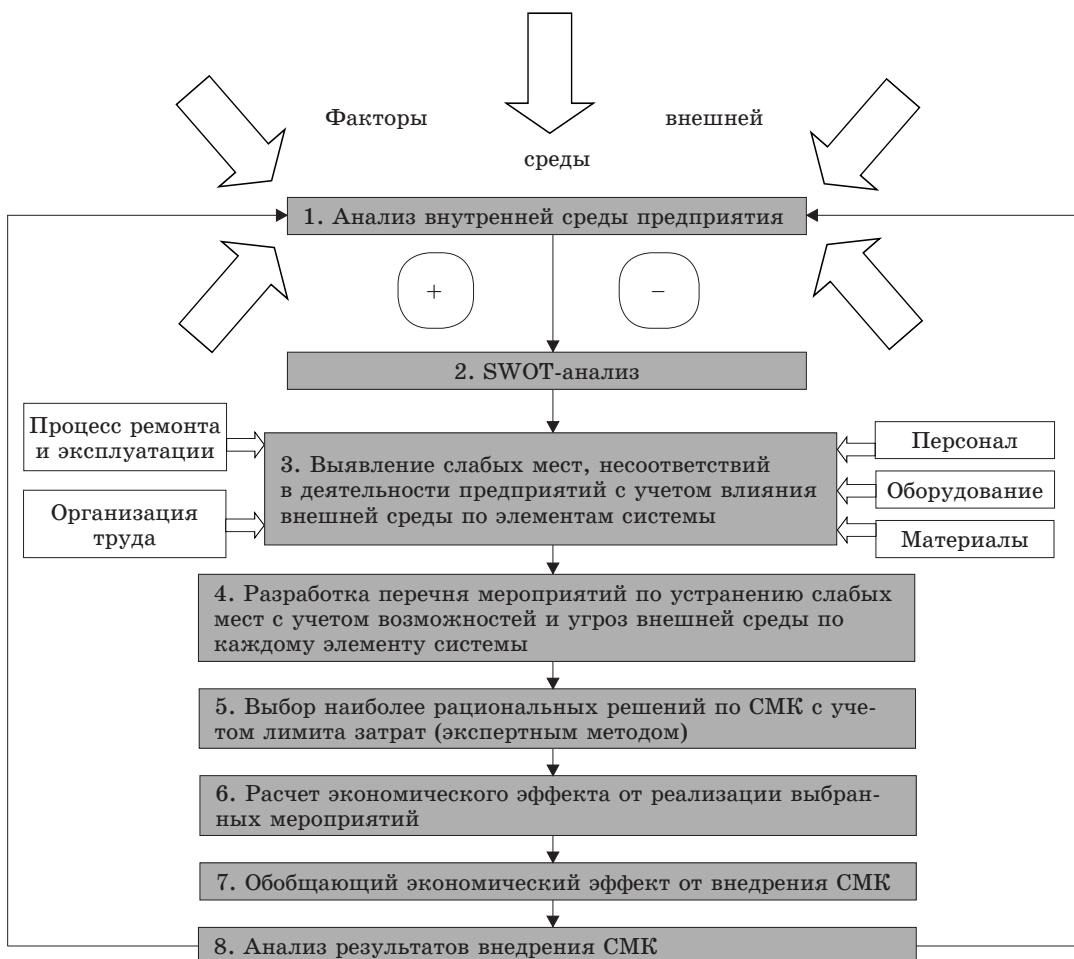 Факторы внешней
среды
1. Анализ внутренней среды предприятия
+ –
2. SWOT-анализ
Процесс ремонта
и эксплуатации
Организация
труда
3. Выявление слабых мест, несоответствий
в деятельности предприятий с учетом влияния
внешней среды по элементам системы
Персонал
Оборудование
Материалы
4. Разработка перечня мероприятий по устранению слабых
мест с учетом возможностей и угроз внешней среды по
каждому элементу системы
5. Выбор наиболее рациональных решений по СМК с уче-
том лимита затрат (экспертным методом)
6. Расчет экономического эффекта от реализации выбран-
ных мероприятий
7. Обобщающий экономический эффект от внедрения СМК
8. Анализ результатов внедрения СМК